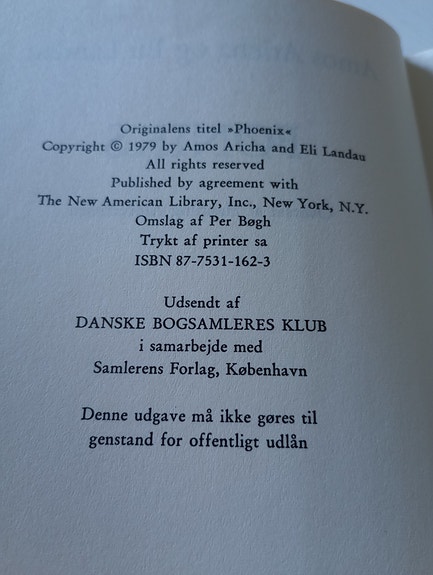 Originalens titel »Phoenix«
Copyright © 1979 by Amos Aricha and Eli Landau
All rights reserved
Published by agreement with
The New American Library, Inc., New York, N.Y.
Omslag af Per Bøgh
Trykt af printer sa
ISBN 87-7531-162-3
Udsendt af
DANSKE BOGSAMLERES KLUB
i samarbejde med
Samlerens Forlag, København
Denne udgave må ikke gøres til
genstand for offentligt udlån